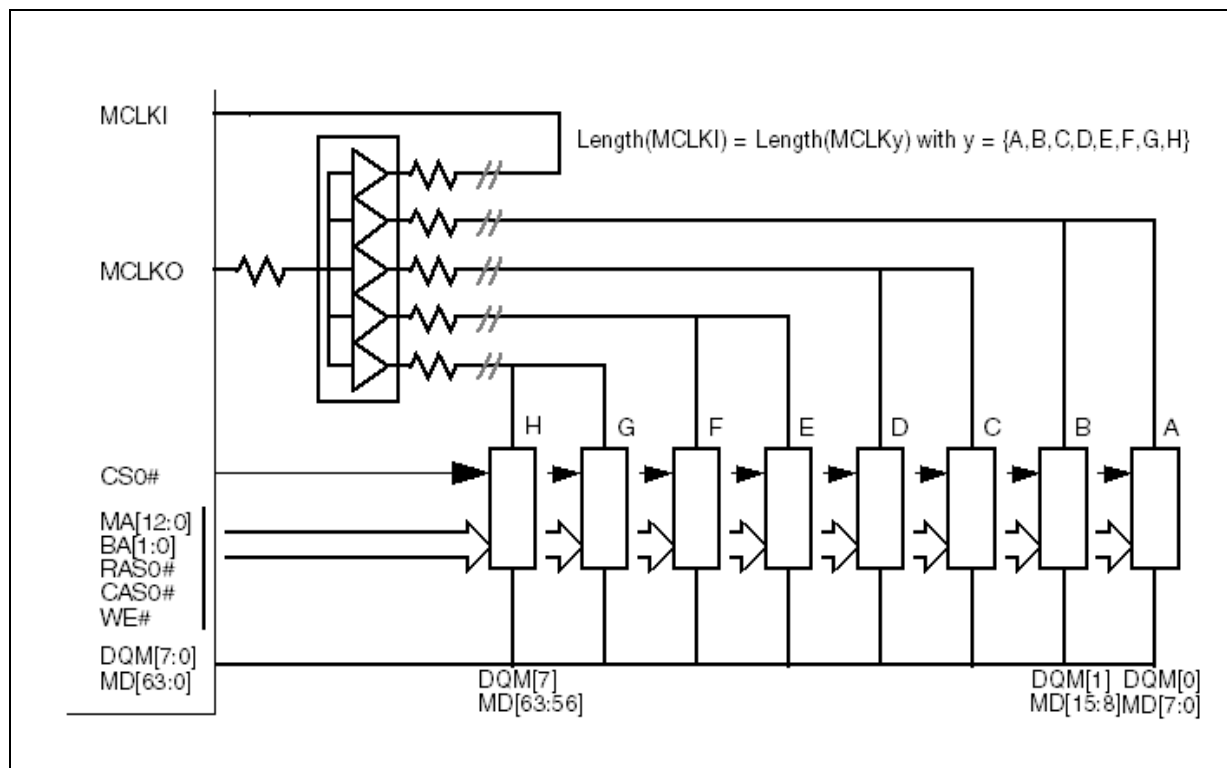 MCLKI
Length(MCLKI) = Length(MCLKy) with y = {A,B,C,D,E,F,G,H}
MCLKO
H G F E D C B A
CS0#
MA[12:0]
BA[1:0]
RAS0#
CAS0#
WE#
DQM[7:0]
MD[63:0]
DQM[7]
MD[63:56]
DQM[1]
MD[15:8]
DQM[0]
MD[7:0]